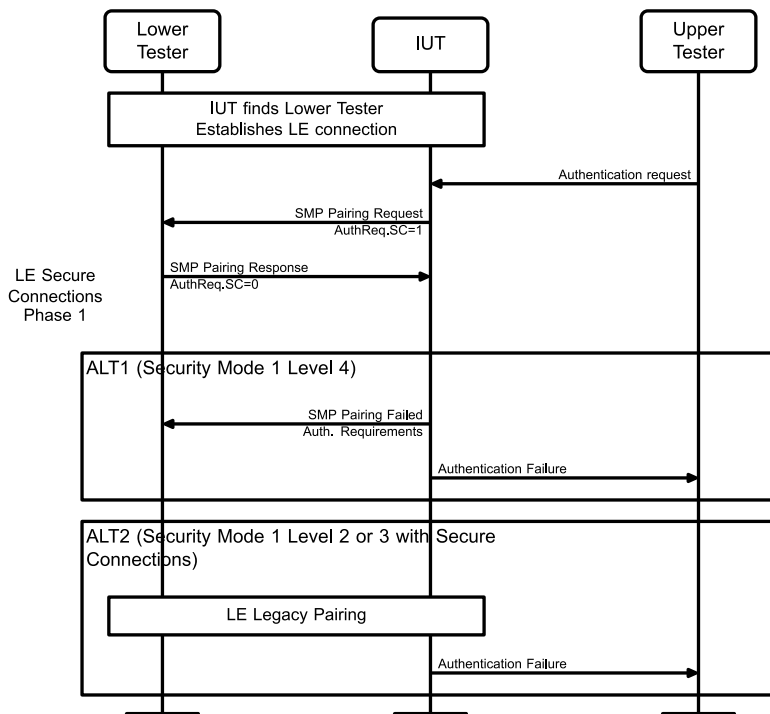 Lower
Tester
IUT
Upper
Tester
IUT finds Lower Tester
Establishes LE connection
Authentication request
SMP Pairing Request
AuthReq.SC=1
SMP Pairing Response
AuthReq.SC=0
LE Secure
Connections
Phase 1
ALT1 (Security Mode 1 Level 4)
SMP Pairing Failed
Auth. Requirements
Authentication Failure
ALT2 (Security Mode 1 Level 2 or 3 with Secure
Connections)
LE Legacy Pairing
Authentication Failure